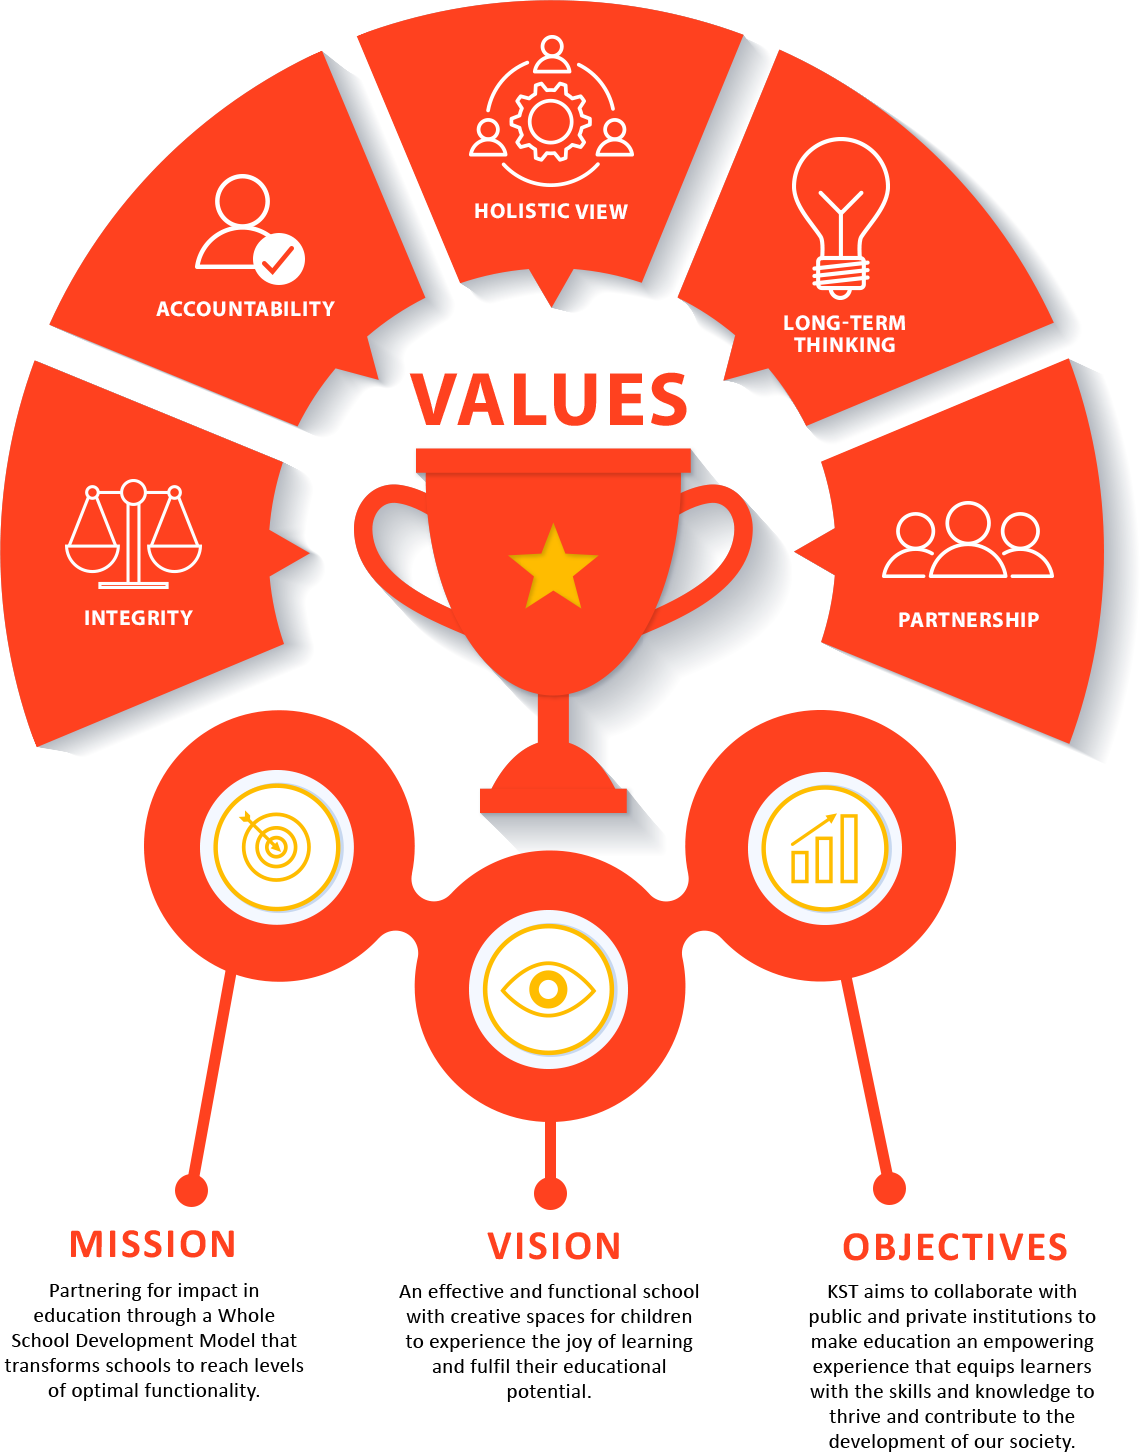 HOLISTIC VIEW
ACCOUNTABILITY
LONG-TERM
THINKING
VALUES
INTEGRITY
PARTNERSHIP
MISSION
Partnering for impact in
education through a Whole
School Development Model that
transforms schools to reach levels
of optimal functionality.
VISION
An effective and functional school
with creative spaces for children
to experience the joy of learning
and fulfil their educational
potential.
OBJECTIVES
KST aims to collaborate with
public and private institutions to
make education an empowering
experience that equips learners
with the skills and knowledge to
thrive and contribute to the
development of our society.